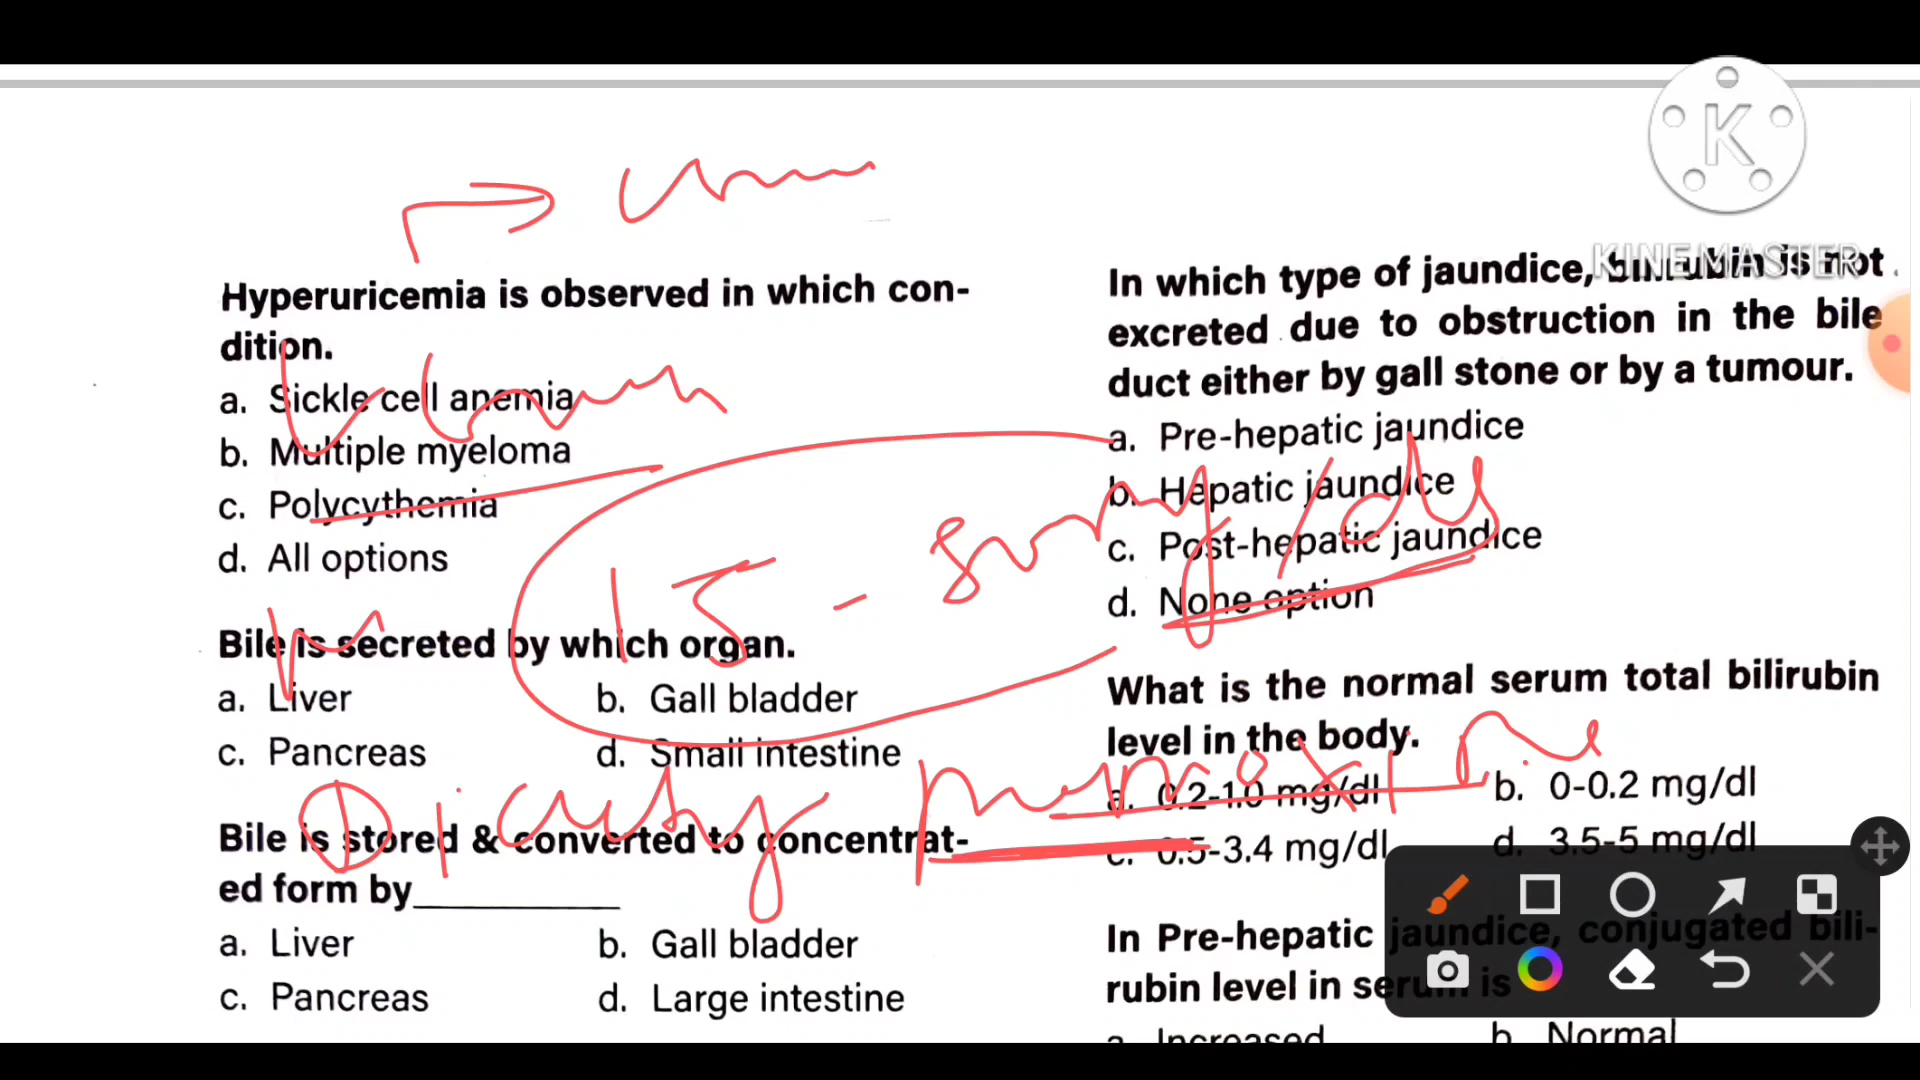 KINEMASTER
Hyperuricemia is observed in which con-
dition.
a. Sickle cell anemia
b. Multiple myeloma
c. Polycythemia
d. All options
Bile is secreted by which organ.
a. Liver b. Gall bladder
c. Pancreas d. Small intestine
Bile is stored & converted to concentrat-
ed form by__________
a. Liver b. Gall bladder
c. Pancreas d. Large intestine
In which type of jaundice, bilirubin is not
excreted due to obstruction in the bile
duct either by gall stone or by a tumour.
a. Pre-hepatic jaundice
b. Hepatic jaundice
c. Post-hepatic jaundice
d. None option
What is the normal serum total bilirubin
level in the body.
a. 0.2-1.0 mg/dl b. 0-0.2 mg/dl
c. 0.5-3.4 mg/dl d. 3.5-5 mg/dl
In Pre-hepatic jaundice, conjugated bili-
rubin level in serum is
a. Increased b. Normal